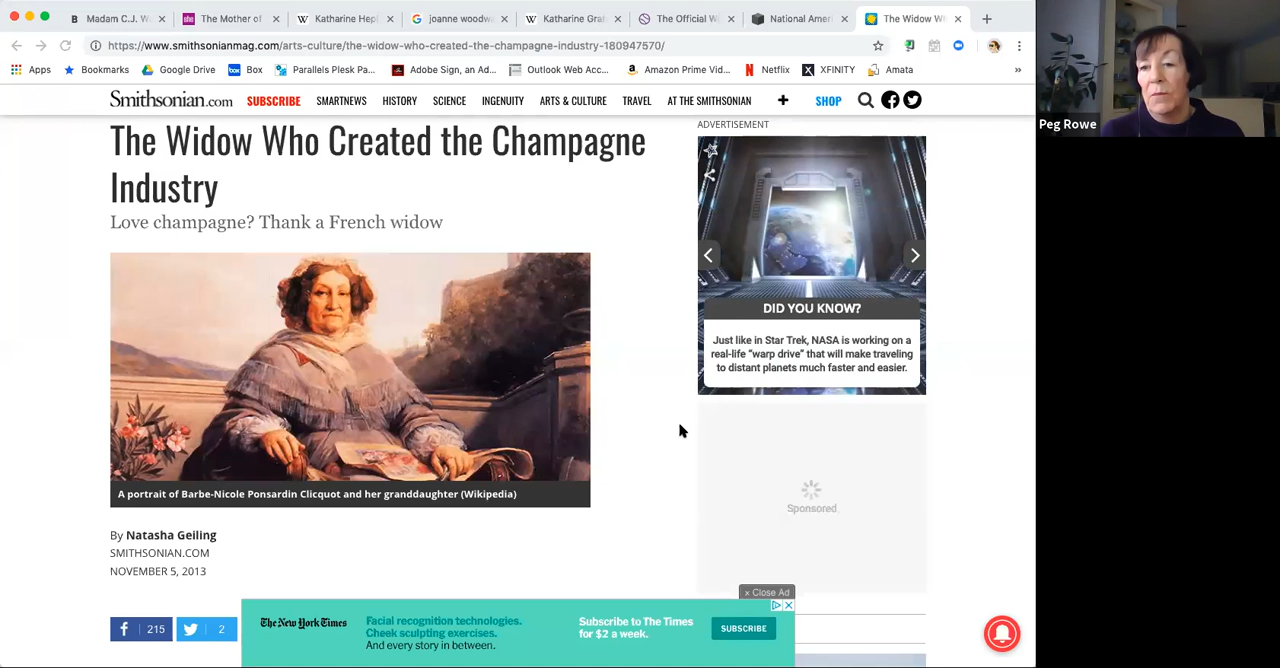 Madam C.J. W
The Mother of
Katharine Hep
joanne woodw
Katharine Gra
The Official W
National Amer
The Widow Wh
https://www.smithsonianmag.com/arts-culture/the-widow-who-created-the-champagne-industry-180947570/
Apps
Bookmarks
Google Drive
Box
Parallels Plesk Pa...
Adobe Sign, an Ad...
Outlook Web Acc...
Amazon Prime Vid...
Netflix
XFINITY
Amata
»
Smithsonian.com
SUBSCRIBE
SMARTNEWS
HISTORY
SCIENCE
INGENUITY
ARTS & CULTURE
TRAVEL
AT THE SMITHSONIAN
SHOP
Peg Rowe
The Widow Who Created the Champagne
Industry
Love champagne? Thank a French widow
A portrait of Barbe-Nicole Ponsardin Clicquot and her granddaughter (Wikipedia)
By Natasha Geiling
SMITHSONIAN.COM
NOVEMBER 5, 2013
215
2
ADVERTISEMENT
DID YOU KNOW?
Just like in Star Trek, NASA is working on a
real-life “warp drive” that will make traveling
to distant planets much faster and easier.
Sponsored
× Close Ad
The New York Times
Facial recognition technologies.
Cheek sculpting exercises.
And every story in between.
Subscribe to The Times
for $2 a week.
SUBSCRIBE